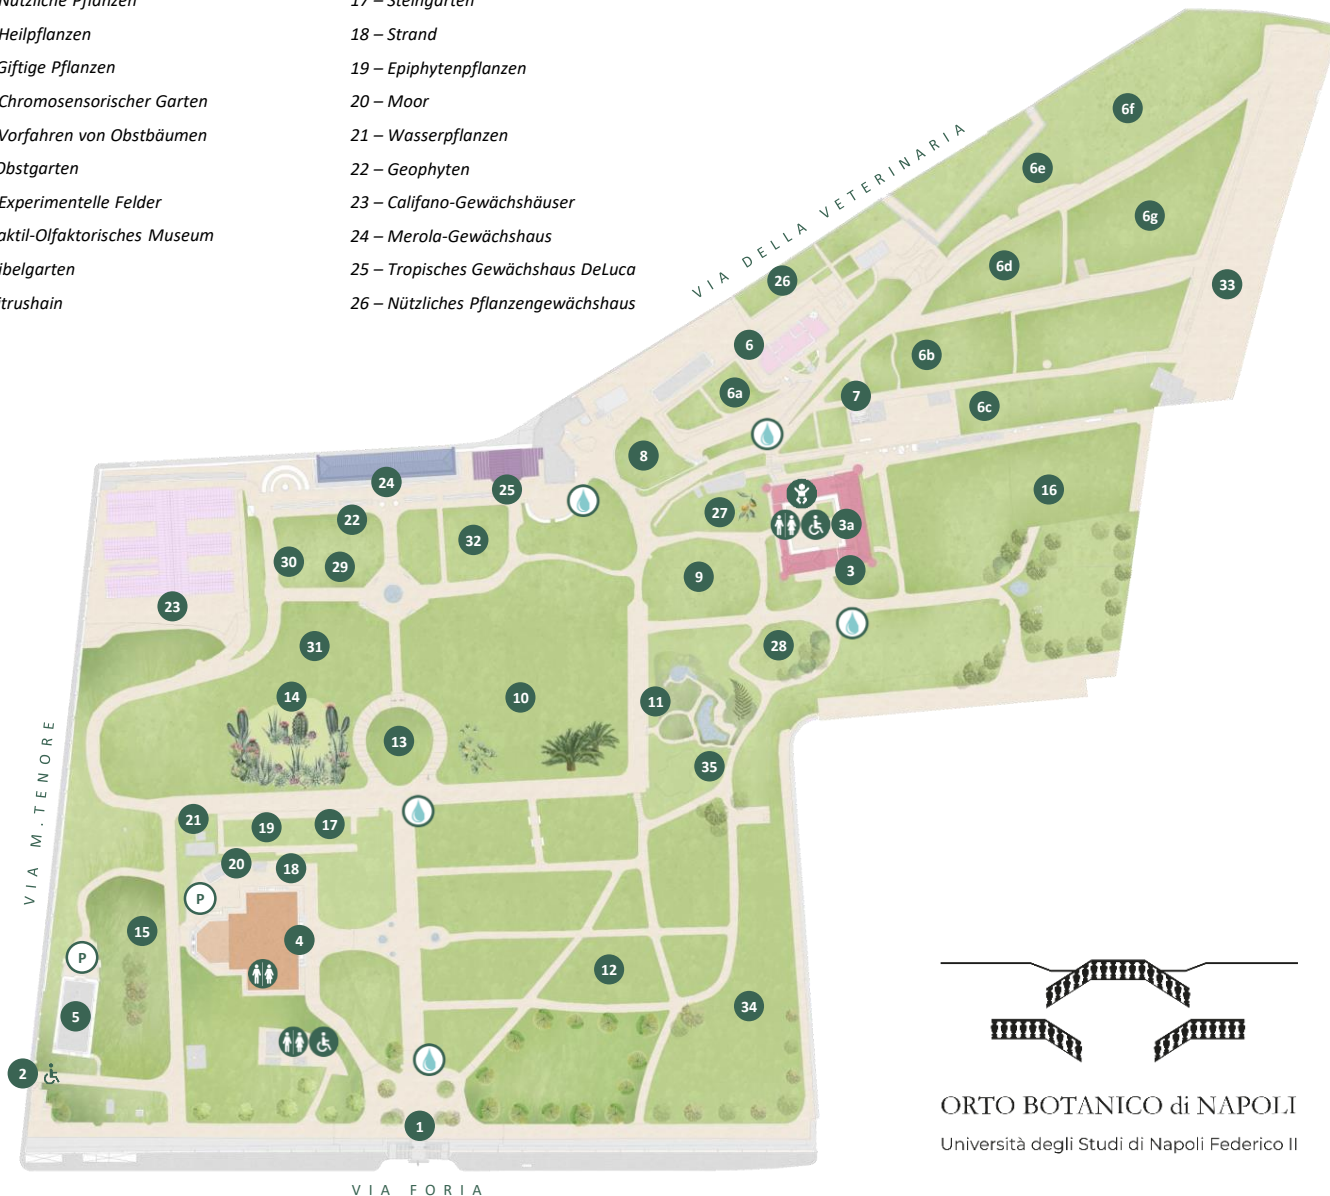 Nützliche Pflanzen
Heilpflanzen
Giftige Pflanzen
Chromosensorischer Garten
Vorfahren von Obstbäumen
Obstgarten
Experimentelle Felder
aktil-Olfaktorisches Museum
ibelgarten
itrushain
17 – Steingarten
18 – Strand
19 – Epiphytenpflanzen
20 – Moor
21 – Wasserpflanzen
22 – Geophyten
23 – Califano-Gewächshäuser
24 – Merola-Gewächshaus
25 – Tropisches Gewächshaus DeLuca
26 – Nützliches Pflanzengewächshaus
VIA DELLA VETERINARIA
6f
6e
6g
6d
26
33
6
6b
6a
7
6c
8
24
25
16
22
27
3a
32
30
29
9
3
23
31
28
14
10
11
13
35
VIA M. TENORE
21
19
17
20
18
P
15
4
P
12
34
5
2
1
VIA FORIA
ORTO BOTANICO di NAPOLI
Università degli Studi di Napoli Federico II